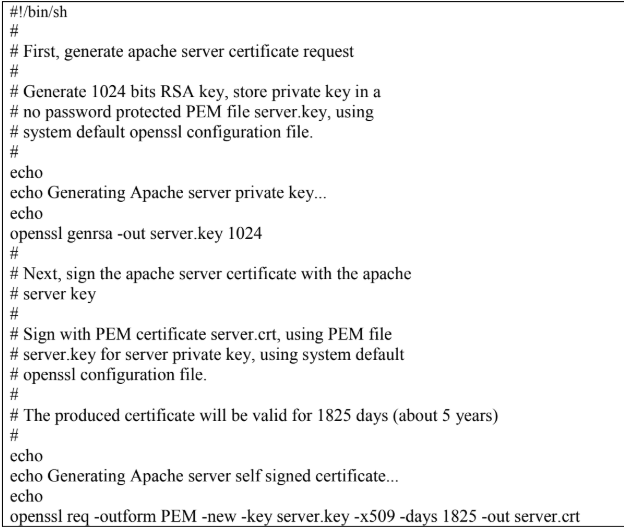 #!/bin/sh
#
# First, generate apache server certificate request
#
# Generate 1024 bits RSA key, store private key in a
# no password protected PEM file server.key, using
# system default openssl configuration file.
#
echo
echo Generating Apache server private key...
echo
openssl genrsa -out server.key 1024
#
# Next, sign the apache server certificate with the apache
# server key
#
# Sign with PEM certificate server.crt, using PEM file
# server.key for server private key, using system default
# openssl configuration file.
#
# The produced certificate will be valid for 1825 days (about 5 years)
#
echo
echo Generating Apache server self signed certificate...
echo
openssl req -outform PEM -new -key server.key -x509 -days 1825 -out server.crt